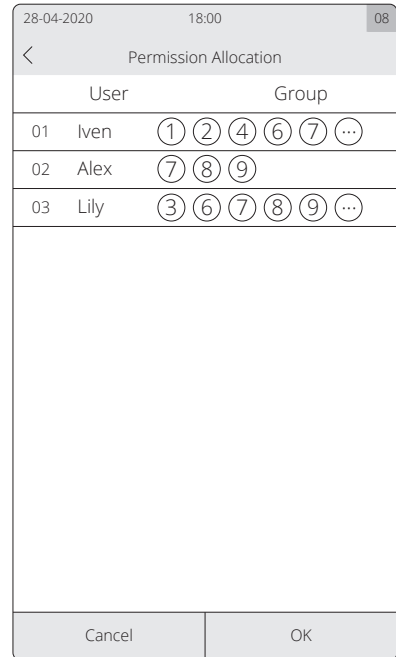 28-04-2020 18:00 08
< Permission Allocation
User Group
01 Iven 1 2 4 6 7 ...
02 Alex 7 8 9
03 Lily 3 6 7 8 9 ...
Cancel OK